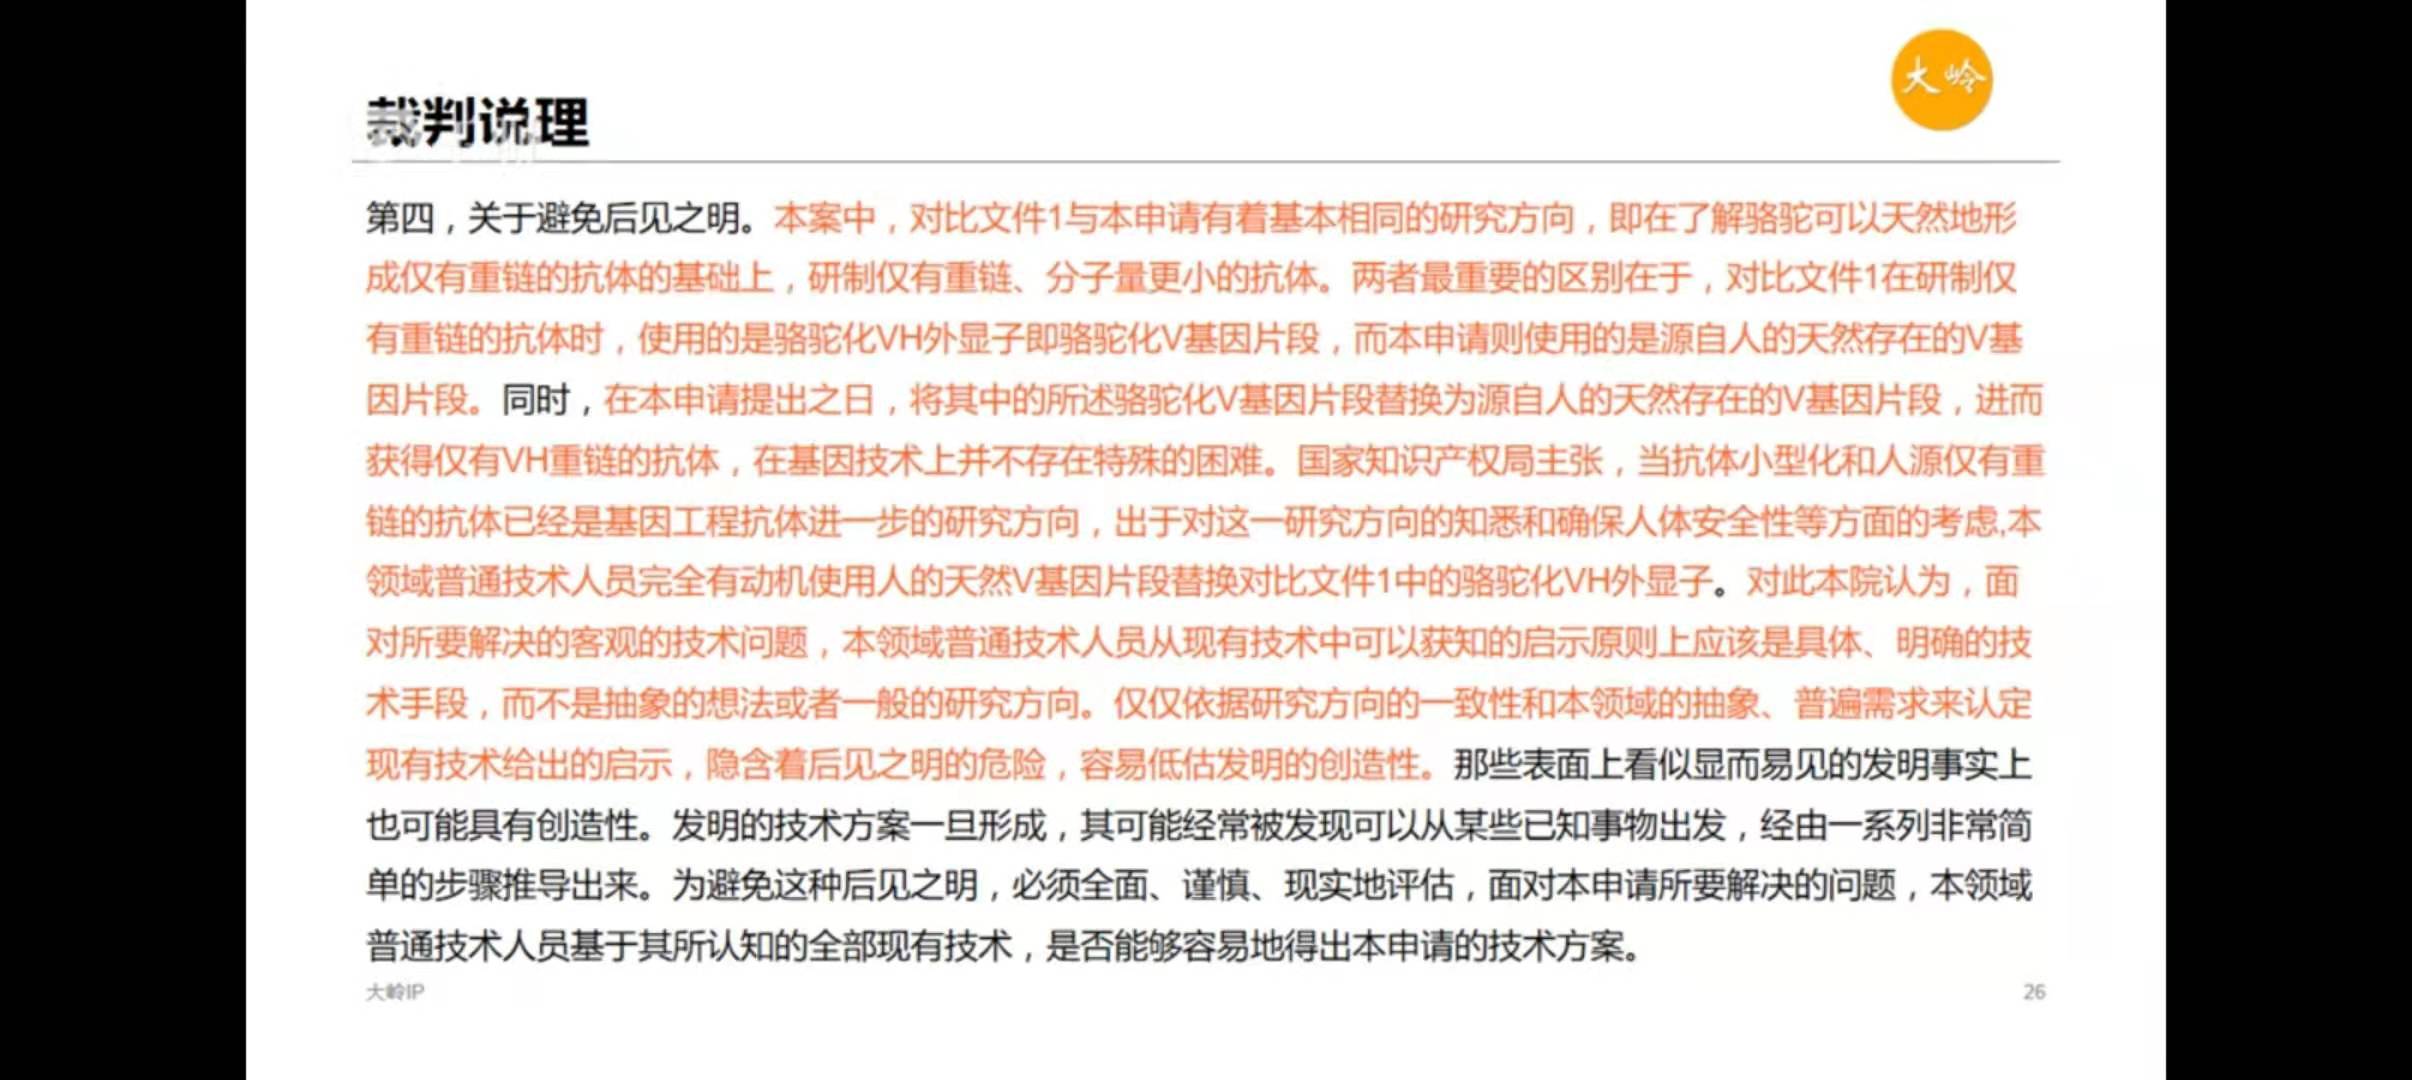 大岭
裁判说理
第四，关于避免后见之明。本案中，对比文件1与本申请有着基本相同的研究方向，即在了解骆驼可以天然地形
成仅有重链的抗体的基础上，研制仅有重链、分子量更小的抗体。两者最重要的区别在于，对比文件1在研制仅
有重链的抗体时，使用的是骆驼化VH外显子即骆驼化V基因片段，而本申请则使用的是源自人的天然存在的V基
因片段。同时，在本申请提出之日，将其中的所述骆驼化V基因片段替换为源自人的天然存在的V基因片段，进而
获得仅有VH重链的抗体，在基因技术上并不存在特殊的困难。国家知识产权局主张，当抗体小型化和人源仅有重
链的抗体已经是基因工程抗体进一步的研究方向，出于对这一研究方向的知悉和确保人体安全性等方面的考虑,本
领域普通技术人员完全有动机使用人的天然V基因片段替换对比文件1中的骆驼化VH外显子。对此本院认为，面
对所要解决的客观的技术问题，本领域普通技术人员从现有技术中可以获知的启示原则上应该是具体、明确的技
术手段，而不是抽象的想法或者一般的研究方向。仅仅依据研究方向的一致性和本领域的抽象、普遍需求来认定
现有技术给出的启示，隐含着后见之明的危险，容易低估发明的创造性。那些表面上看似显而易见的发明事实上
也可能具有创造性。发明的技术方案一旦形成，其可能经常被发现可以从某些已知事物出发，经由一系列非常简
单的步骤推导出来。为避免这种后见之明，必须全面、谨慎、现实地评估，面对本申请所要解决的问题，本领域
普通技术人员基于其所认知的全部现有技术，是否能够容易地得出本申请的技术方案。
大岭IP
26